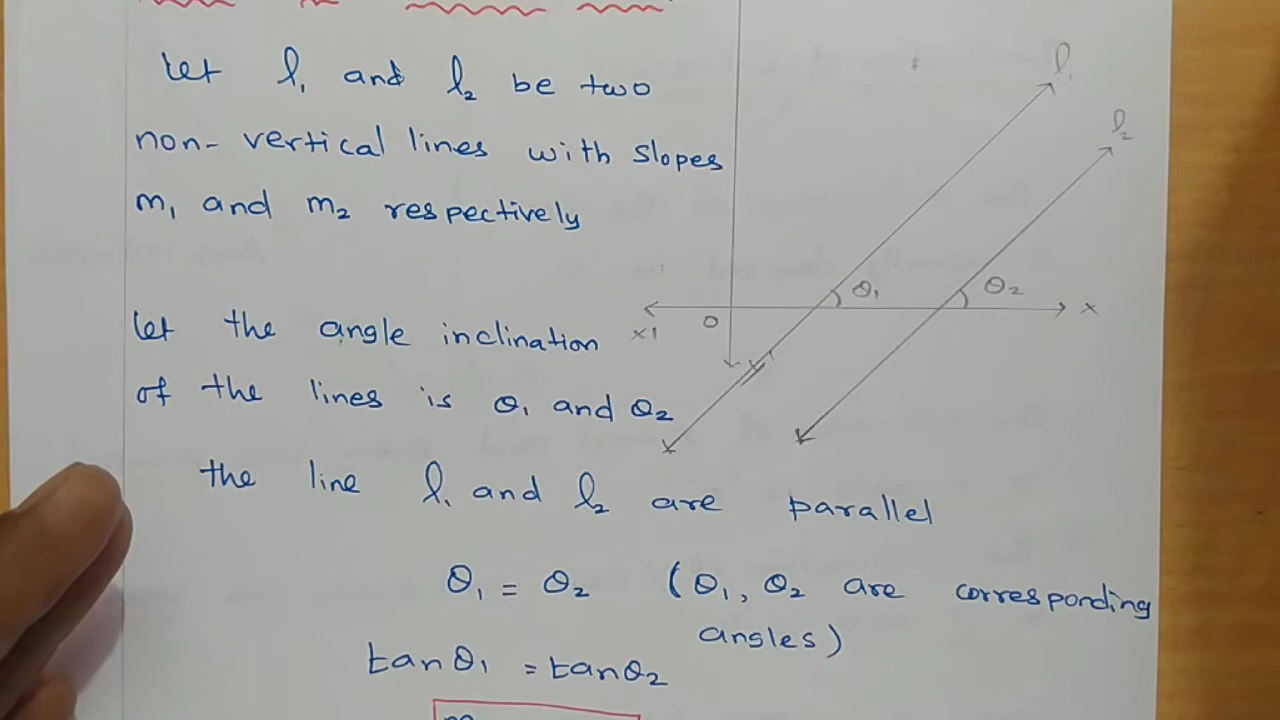 let l₁ and l₂ be two
non-vertical lines with slopes
m₁ and m₂ respectively
let the angle inclination
of the lines is θ₁ and θ₂
the line l₁ and l₂ are parallel
θ₁ = θ₂ (θ₁, θ₂ are corresponding
angles)
tanθ₁ = tanθ₂
l₁
l₂
θ₁
θ₂
x
x1
0